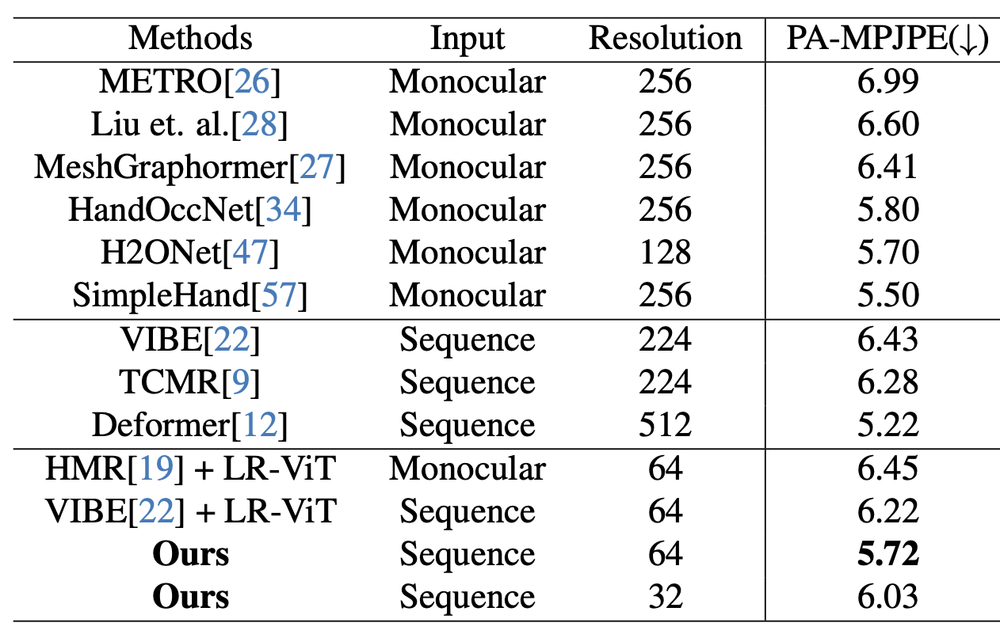 Methods Input Resolution PA-MPJPE(↓)
METRO[26] Monocular 256 6.99
Liu et. al.[28] Monocular 256 6.60
MeshGraphormer[27] Monocular 256 6.41
HandOccNet[34] Monocular 256 5.80
H2ONet[47] Monocular 128 5.70
SimpleHand[57] Monocular 256 5.50
VIBE[22] Sequence 224 6.43
TCMR[9] Sequence 224 6.28
Deformer[12] Sequence 512 5.22
HMR[19] + LR-ViT Monocular 64 6.45
VIBE[22] + LR-ViT Sequence 64 6.22
Ours Sequence 64 5.72
Ours Sequence 32 6.03